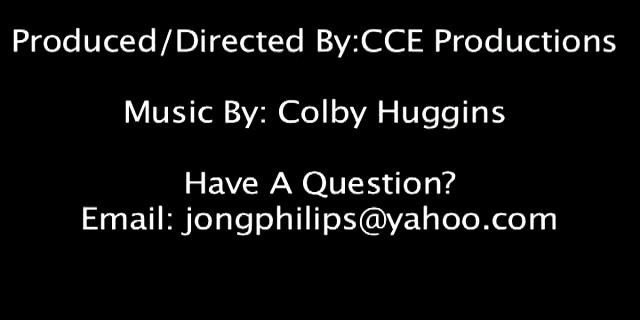 Produced/Directed By:CCE Productions
Music By: Colby Huggins
Have A Question?
Email: jongphilips@yahoo.com